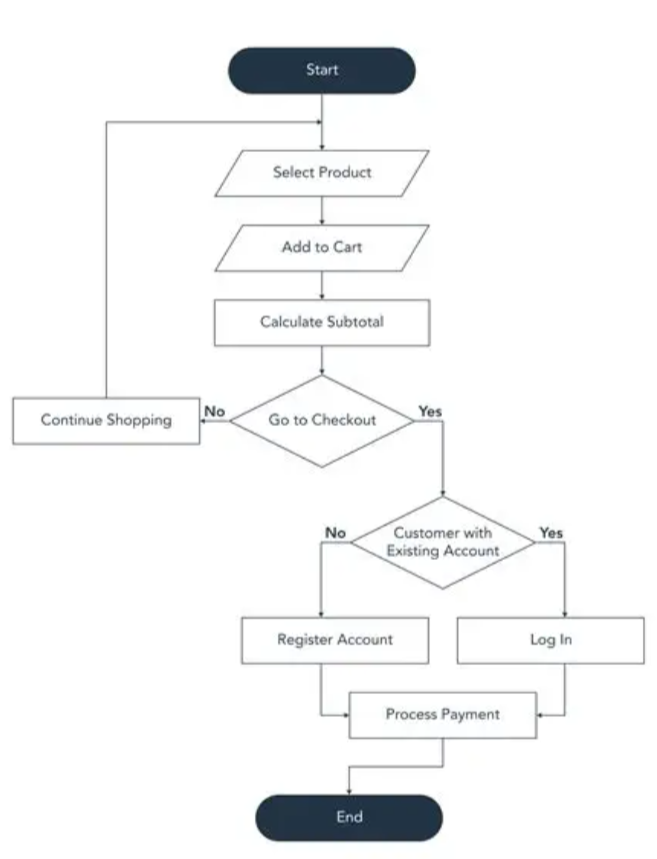 Start
Select Product
Add to Cart
Calculate Subtotal
Continue Shopping
No
Go to Checkout
Yes
No
Customer with
Existing Account
Yes
Register Account
Log In
Process Payment
End